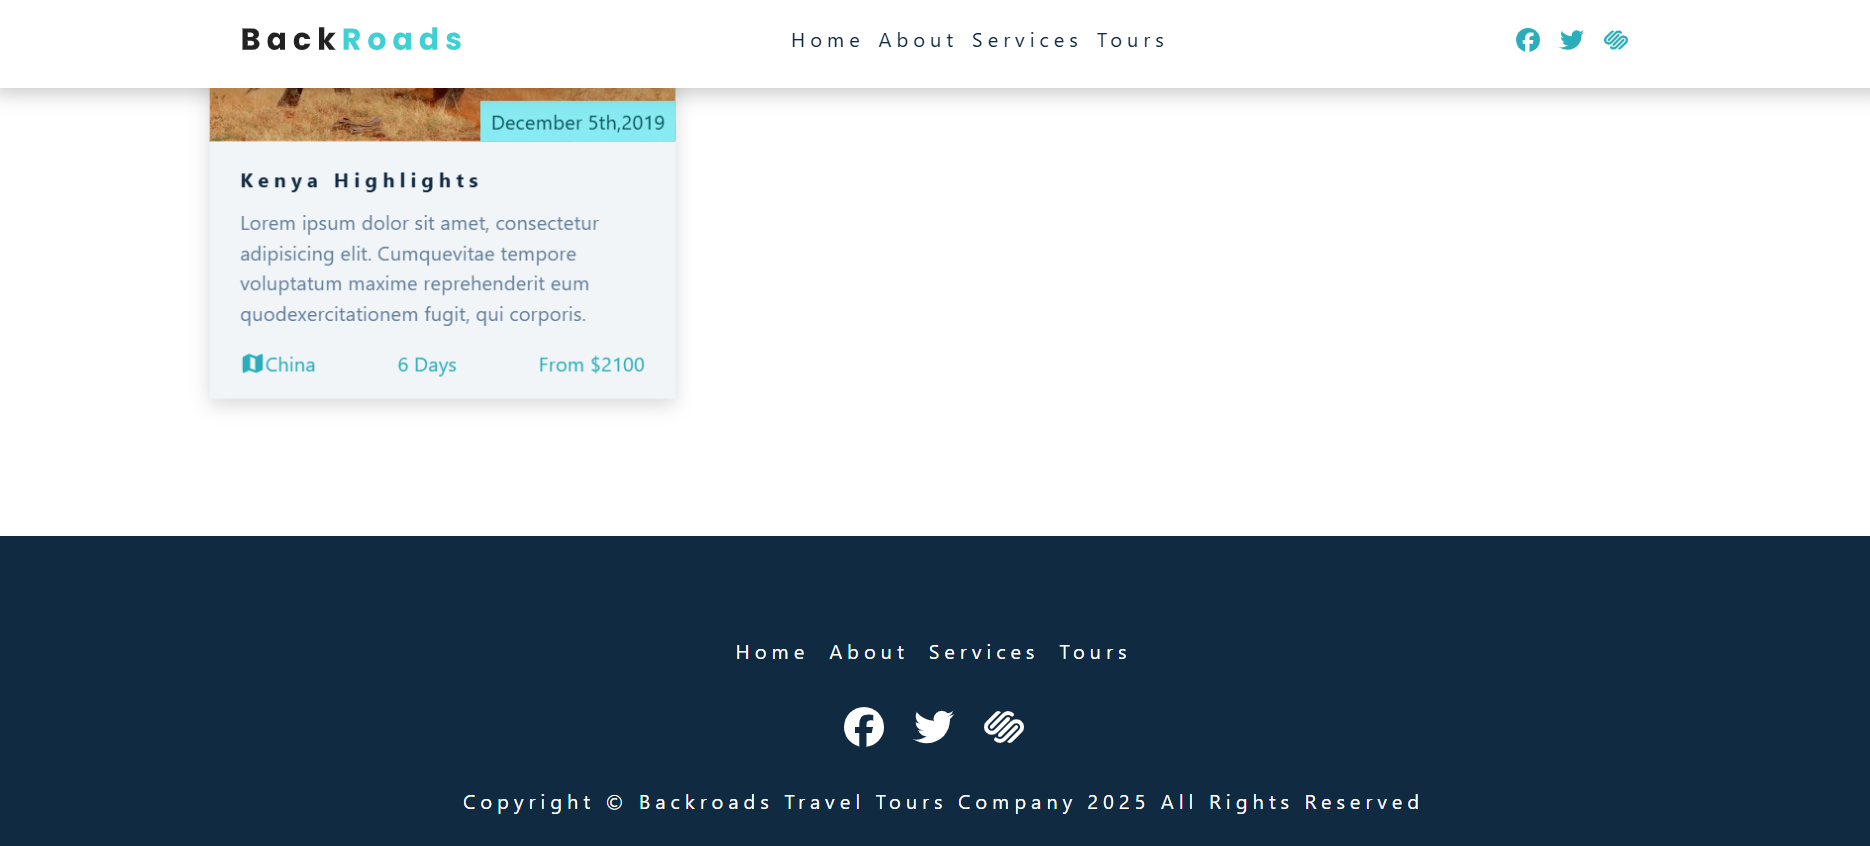 BackRoads
Home About Services Tours
December 5th,2019
Kenya Highlights
Lorem ipsum dolor sit amet, consectetur
adipisicing elit. Cumquevitae tempore
voluptatum maxime reprehenderit eum
quodexercitationem fugit, qui corporis.
China 6 Days From $2100
Home About Services Tours
Copyright © Backroads Travel Tours Company 2025 All Rights Reserved